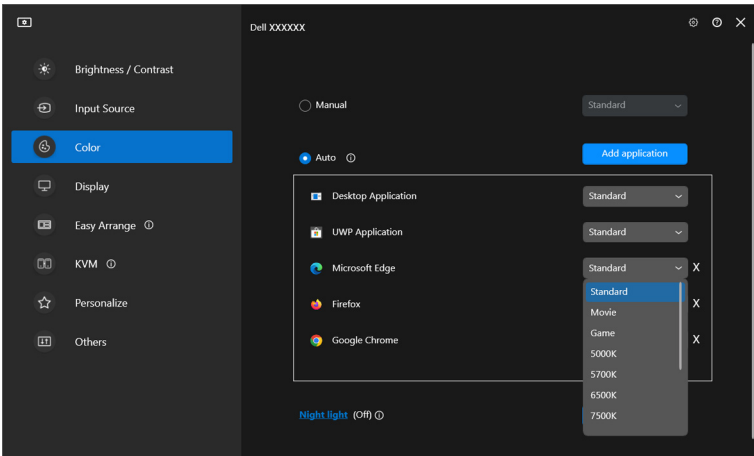 Dell XXXXXX
Brightness / Contrast
Input Source
Color
Display
Easy Arrange
KVM
Personalize
Others
Manual
Standard
Auto
Add application
Desktop Application
Standard
UWP Application
Standard
Microsoft Edge
Standard
X
Firefox
X
Google Chrome
X
Standard
Movie
Game
5000K
5700K
6500K
7500K
Night light (Off)